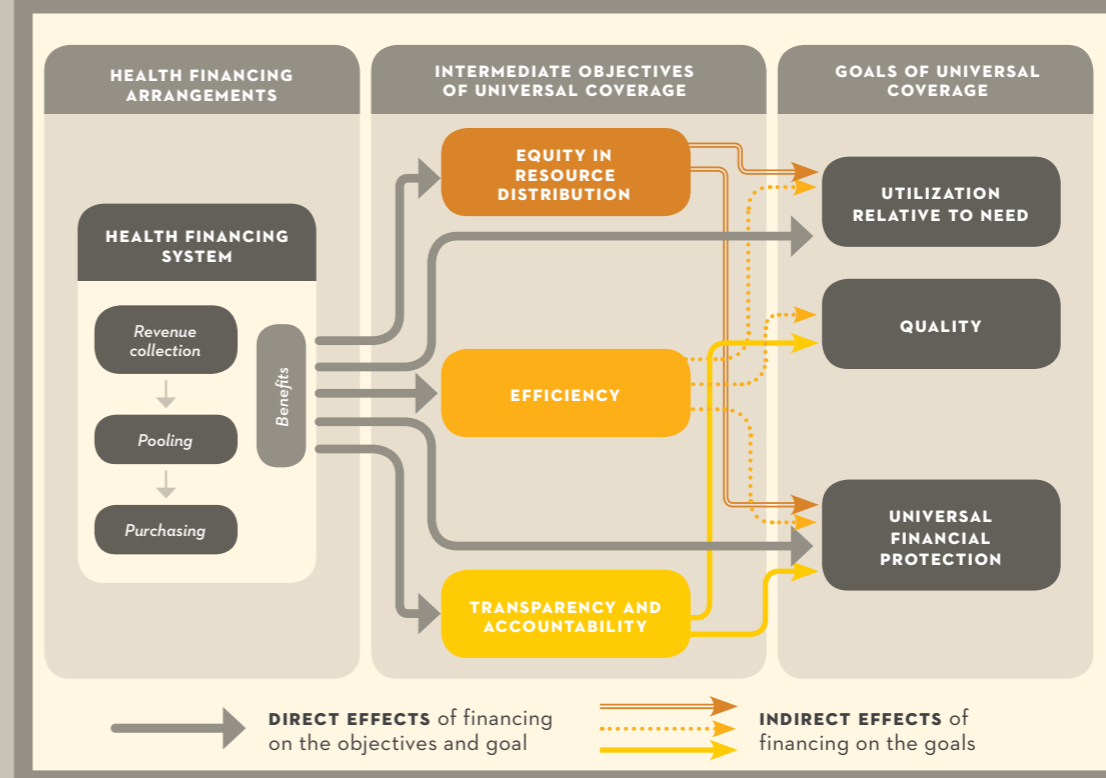 HEALTH FINANCING
ARRANGEMENTS
INTERMEDIATE OBJECTIVES
OF UNIVERSAL COVERAGE
GOALS OF UNIVERSAL
COVERAGE
HEALTH FINANCING
SYSTEM
Revenue
collection
Pooling
Purchasing
Benefits
EQUITY IN
RESOURCE
DISTRIBUTION
EFFICIENCY
TRANSPARENCY AND
ACCOUNTABILITY
UTILIZATION
RELATIVE TO NEED
QUALITY
UNIVERSAL
FINANCIAL
PROTECTION
DIRECT EFFECTS of financing
on the objectives and goal
INDIRECT EFFECTS of
financing on the goals